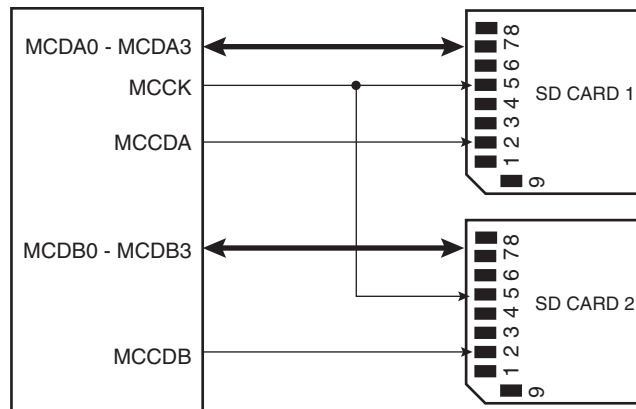 MCDA0 - MCDA3
MCCK
MCCDA
MCDB0 - MCDB3
MCCDB
1 2 3 4 5 6 78
9
SD CARD 1
1 2 3 4 5 6 78
9
SD CARD 2